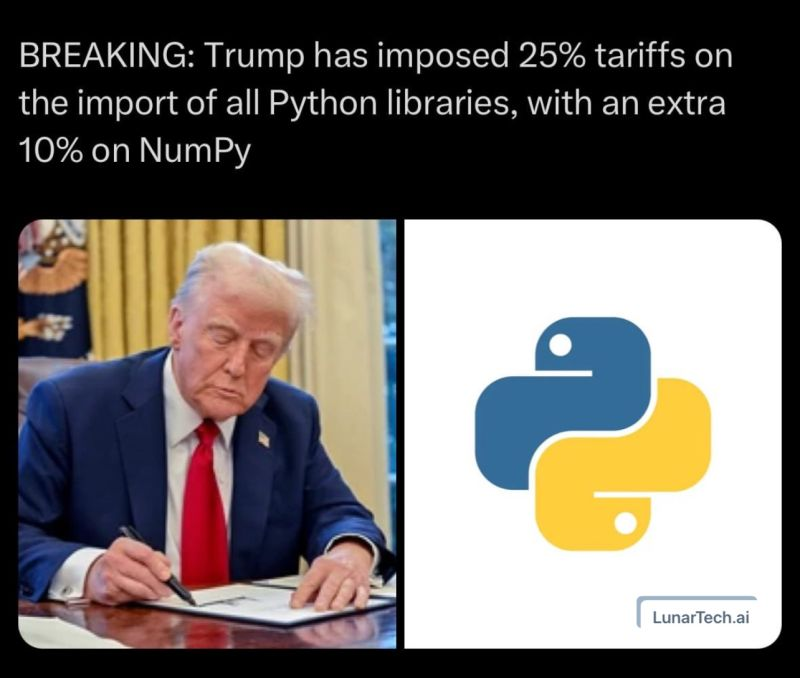 BREAKING: Trump has imposed 25% tariffs on
the import of all Python libraries, with an extra
10% on NumPy
LunarTech.ai